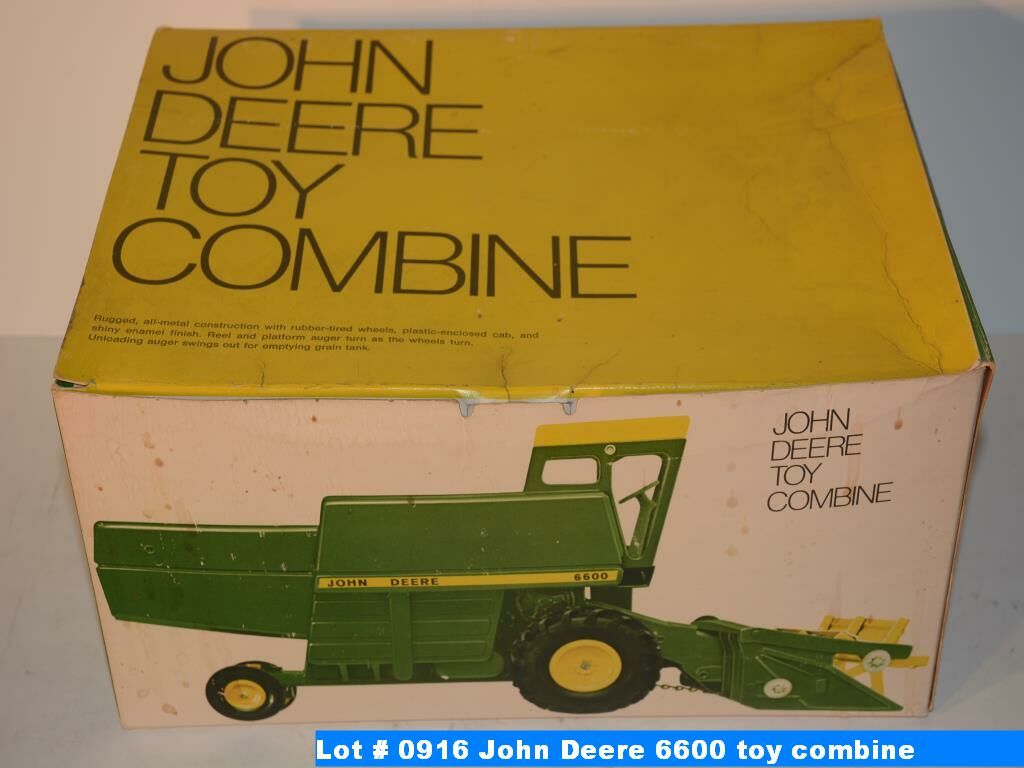 JOHN
DEERE
TOY
COMBINE
Rugged, all-metal construction with rubber-tired wheels, plastic-enclosed cab, and
shiny enamel finish. Reel and platform auger turn as the wheels turn.
Unloading auger swings out for emptying grain tank.
JOHN
DEERE
TOY
COMBINE
JOHN DEERE 6600
Lot # 0916 John Deere 6600 toy combine